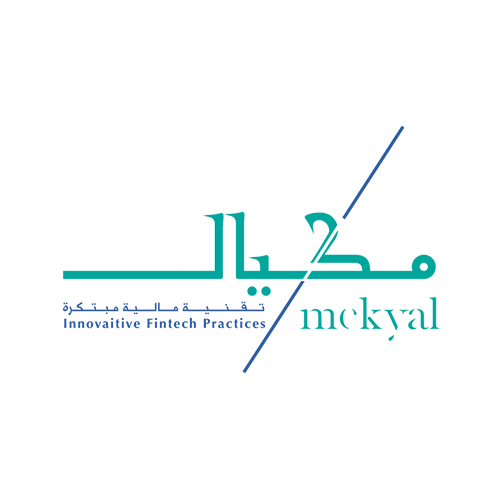 مكيال
تقنية مالية مبتكرة
Innovaitive Fintech Practices
mekyal